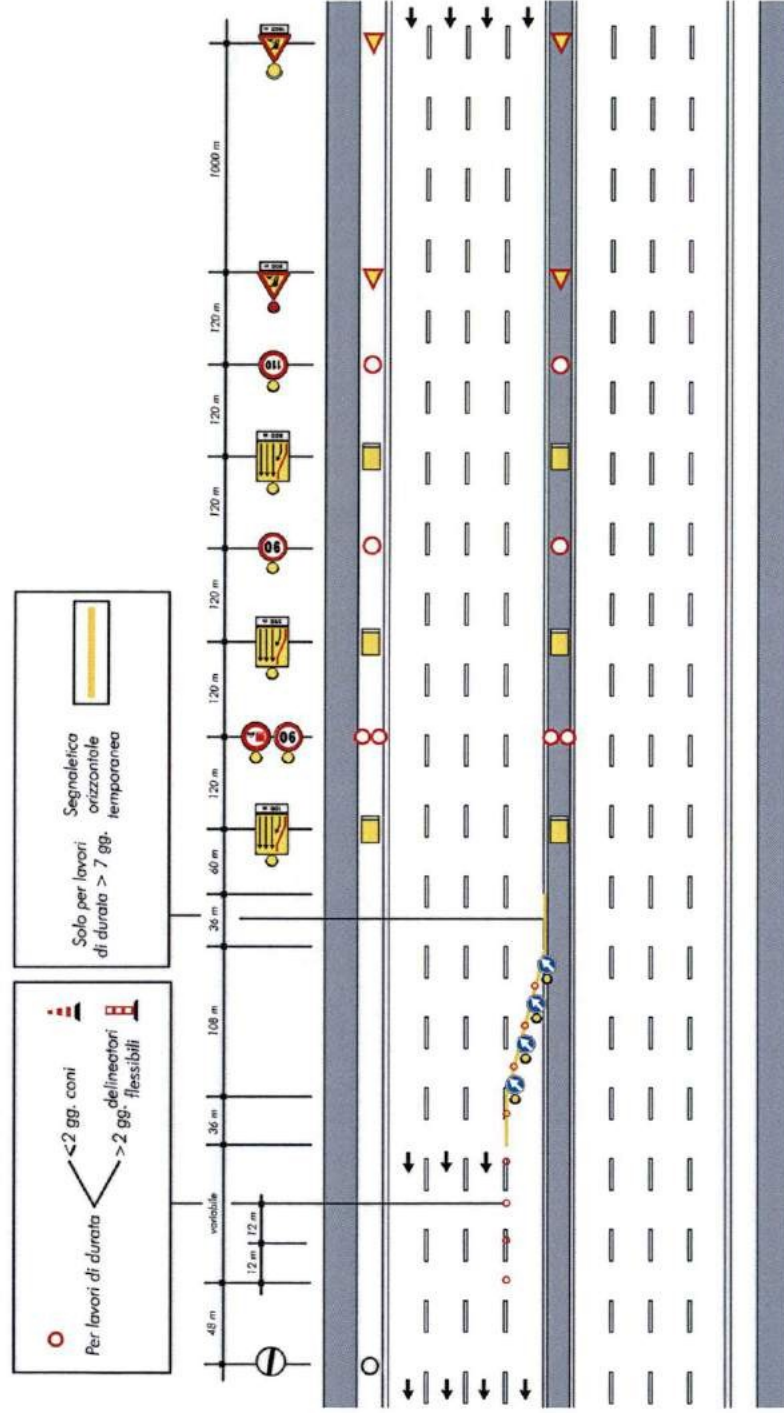 Per lavori di durata
<2 gg. coni
>2 gg. delineatori
flessibili
Solo per lavori
di durata > 7 gg.
Segnaletica
orizzontale
temporanea
48 m
variabile
36 m
108 m
36 m
60 m
120 m
120 m
120 m
120 m
120 m
120 m
1000 m
12 m
12 m
90
90
110